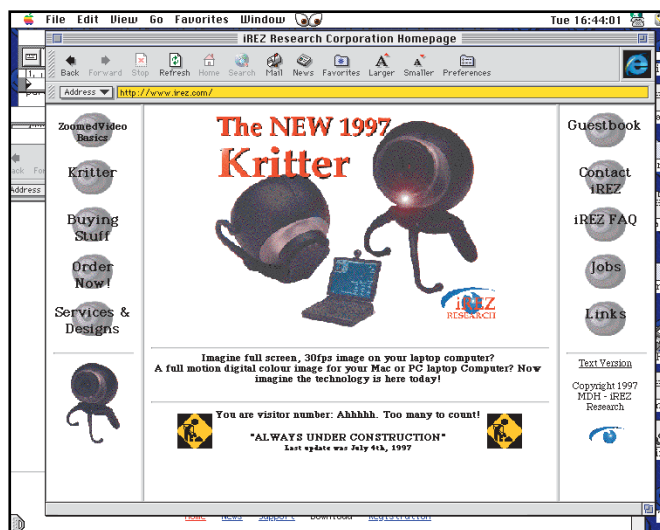 File Edit View Go Favorites Window
Tue 16:44:01
iREZ Research Corporation Homepage
Back Forward Stop Refresh Home Search Mail News Favorites Larger Smaller Preferences
Address http://www.irez.com/
ZoomedVideo
Basics
Kritter
Buying
Stuff
Order
Now!
Services &
Designs
The NEW 1997
Kritter
iREZ
RESEARCH
Imagine full screen, 30fps image on your laptop computer?
A full motion digital colour image for your Mac or PC laptop Computer? Now
imagine the technology is here today!
You are visitor number: Ahhhhh. Too many to count!
"ALWAYS UNDER CONSTRUCTION"
Last update was July 4th, 1997
Guestbook
Contact
iREZ
iREZ FAQ
Jobs
Links
Text Version
Copyright 1997
MDH - iREZ
Research
Address
Home News Support Download Registration